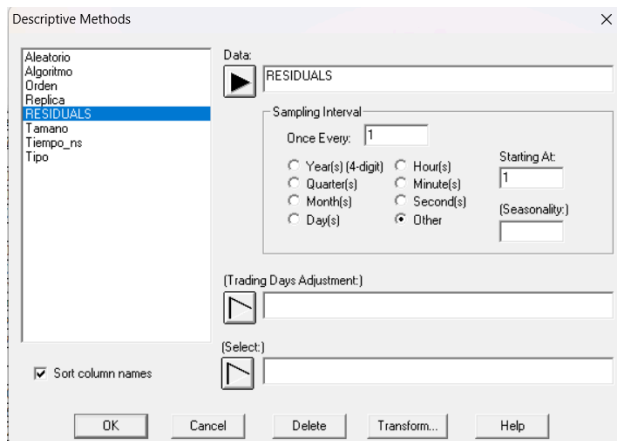 Descriptive Methods
Aleatorio
Algoritmo
Orden
Replica
RESIDUALS
Tamano
Tiempo_ns
Tipo
Sort column names
Data:
RESIDUALS
Sampling Interval
Once Every: 1
Year(s) (4-digit)
Quarter(s)
Month(s)
Day(s)
Hour(s)
Minute(s)
Second(s)
Other
Starting At:
1
(Seasonality:)
(Trading Days Adjustment:)
(Select:)
OK Cancel Delete Transform... Help